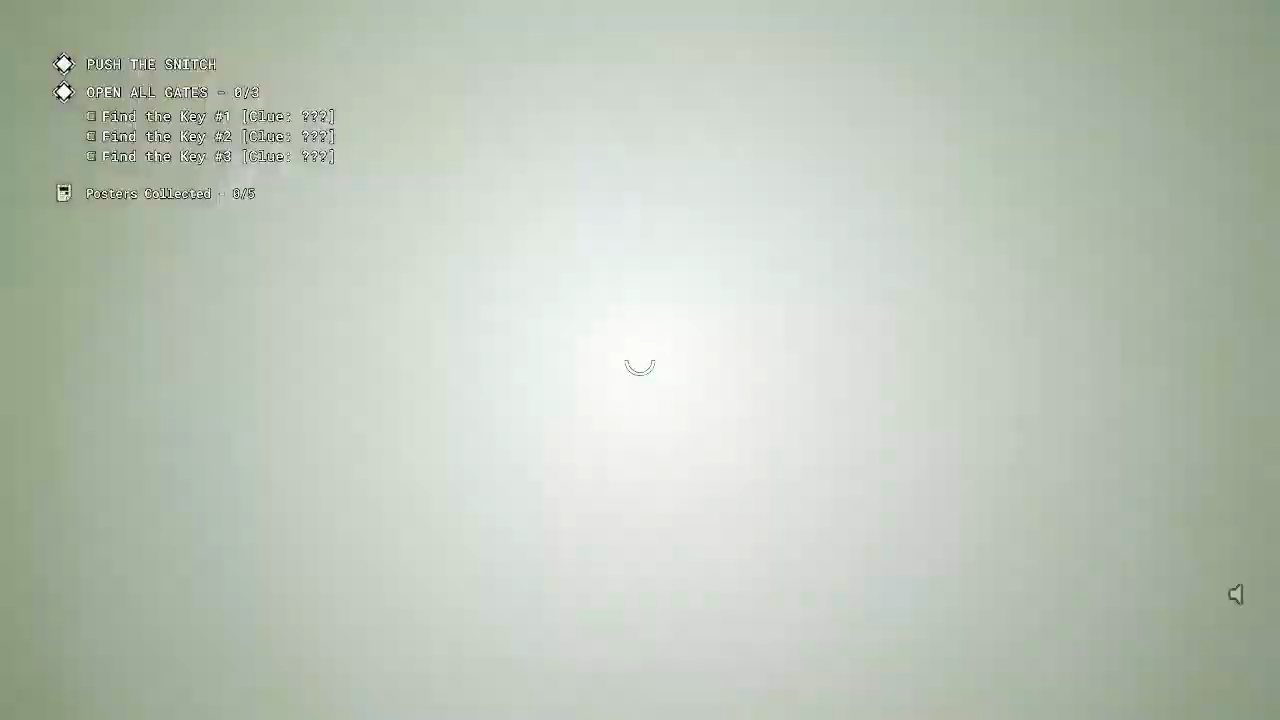 PUSH THE SNITCH
OPEN ALL GATES - 0/3
Find the Key #1 [Clue: ???]
Find the Key #2 [Clue: ???]
Find the Key #3 [Clue: ???]
Posters Collected - 0/5